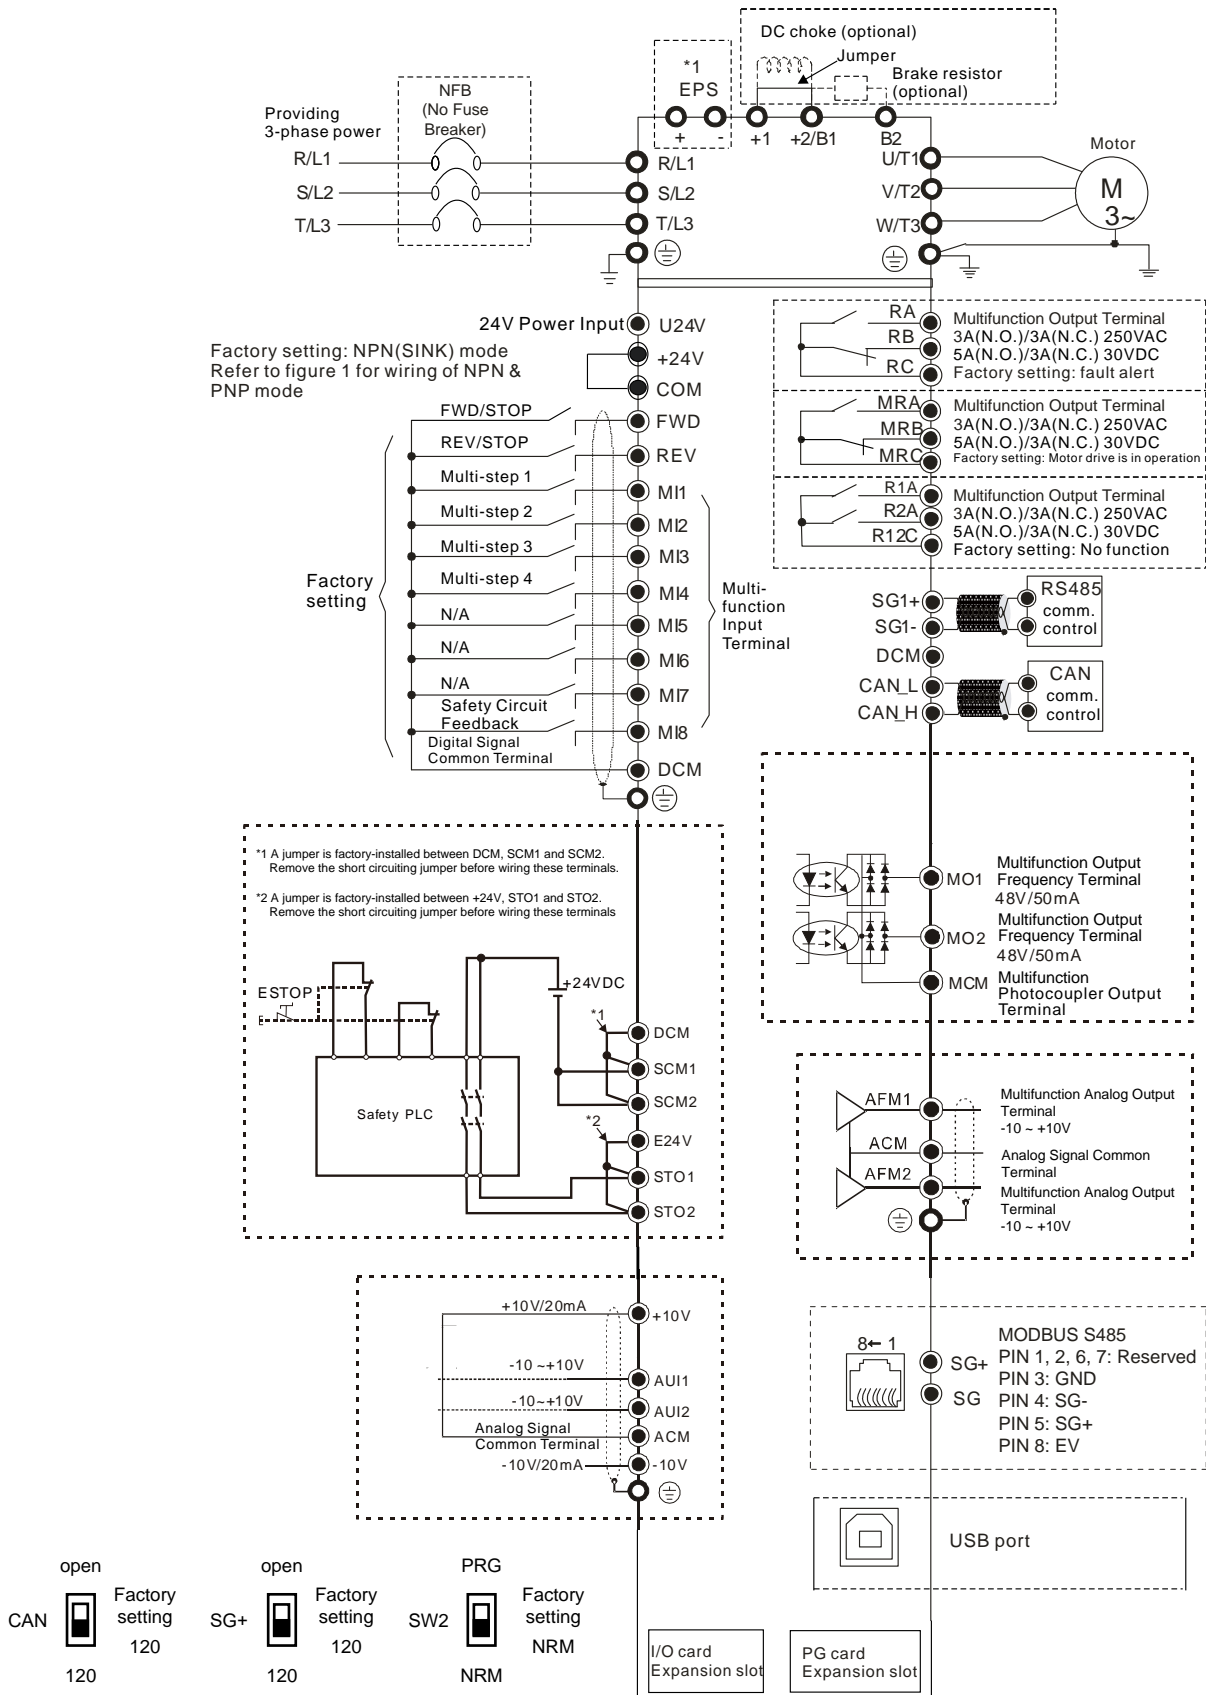 DC choke (optional)
Jumper
Brake resistor
(optional)
*1
EPS
+
-
+1
+2/B1
B2
NFB
(No Fuse
Breaker)
Providing
3-phase power
R/L1
S/L2
T/L3
R/L1
S/L2
T/L3
U/T1
V/T2
W/T3
Motor
M
3~
24V Power Input
U24V
Factory setting: NPN(SINK) mode
Refer to figure 1 for wiring of NPN &
PNP mode
+24V
COM
FWD/STOP
FWD
REV/STOP
REV
Multi-step 1
MI1
Multi-step 2
MI2
Multi-step 3
MI3
Multi-step 4
MI4
N/A
MI5
N/A
MI6
N/A
MI7
Safety Circuit
Feedback
MI8
Digital Signal
Common Terminal
DCM
Factory
setting
Multi-
function
Input
Terminal
RA
RB
RC
Multifunction Output Terminal
3A(N.O.)/3A(N.C.) 250VAC
5A(N.O.)/3A(N.C.) 30VDC
Factory setting: fault alert
MRA
MRB
MRC
Multifunction Output Terminal
3A(N.O.)/3A(N.C.) 250VAC
5A(N.O.)/3A(N.C.) 30VDC
Factory setting: Motor drive is in operation
R1A
R2A
R12C
Multifunction Output Terminal
3A(N.O.)/3A(N.C.) 250VAC
5A(N.O.)/3A(N.C.) 30VDC
Factory setting: No function
SG1+
SG1-
DCM
CAN_L
CAN_H
RS485
comm.
control
CAN
comm.
control
*1 A jumper is factory-installed between DCM, SCM1 and SCM2.
Remove the short circuiting jumper before wiring these terminals.
*2 A jumper is factory-installed between +24V, STO1 and STO2.
Remove the short circuiting jumper before wiring these terminals
ESTOP
+24VDC
Safety PLC
*1
DCM
SCM1
SCM2
*2
E24V
STO1
STO2
MO1
Multifunction Output
Frequency Terminal
48V/50mA
MO2
Multifunction Output
Frequency Terminal
48V/50mA
MCM
Multifunction
Photocoupler Output
Terminal
AFM1
Multifunction Analog Output
Terminal
-10 ~ +10V
ACM
Analog Signal Common
Terminal
AFM2
Multifunction Analog Output
Terminal
-10 ~ +10V
+10V/20mA
+10V
-10 ~+10V
AUI1
-10~+10V
AUI2
Analog Signal
Common Terminal
ACM
-10V/20mA
-10V
8← 1
SG+
SG
MODBUS S485
PIN 1, 2, 6, 7: Reserved
PIN 3: GND
PIN 4: SG-
PIN 5: SG+
PIN 8: EV
USB port
open
CAN
Factory
setting
120
120
open
SG+
Factory
setting
120
120
PRG
SW2
Factory
setting
NRM
NRM
I/O card
Expansion slot
PG card
Expansion slot